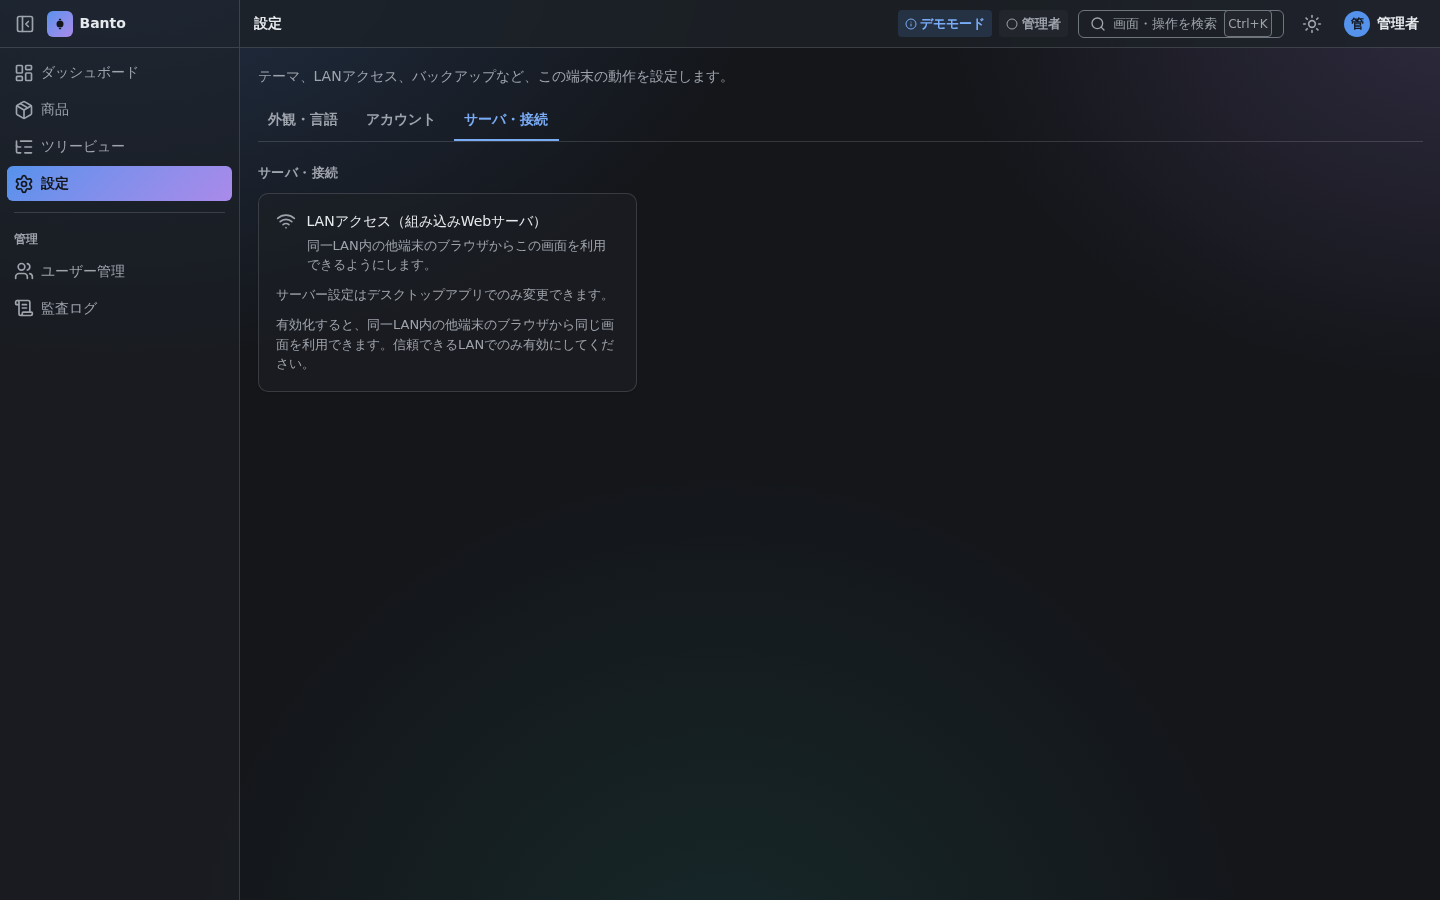 Banto
設定
デモモード
管理者
画面・操作を検索
Ctrl+K
管
管理者
ダッシュボード
商品
ツリービュー
設定
管理
ユーザー管理
監査ログ
テーマ、LANアクセス、バックアップなど、この端末の動作を設定します。
外観・言語
アカウント
サーバ・接続
サーバ・接続
LANアクセス（組み込みWebサーバ）
同一LAN内の他端末のブラウザからこの画面を利用
できるようにします。
サーバー設定はデスクトップアプリでのみ変更できます。
有効化すると、同一LAN内の他端末のブラウザから同じ画
面を利用できます。信頼できるLANでのみ有効にしてくだ
さい。